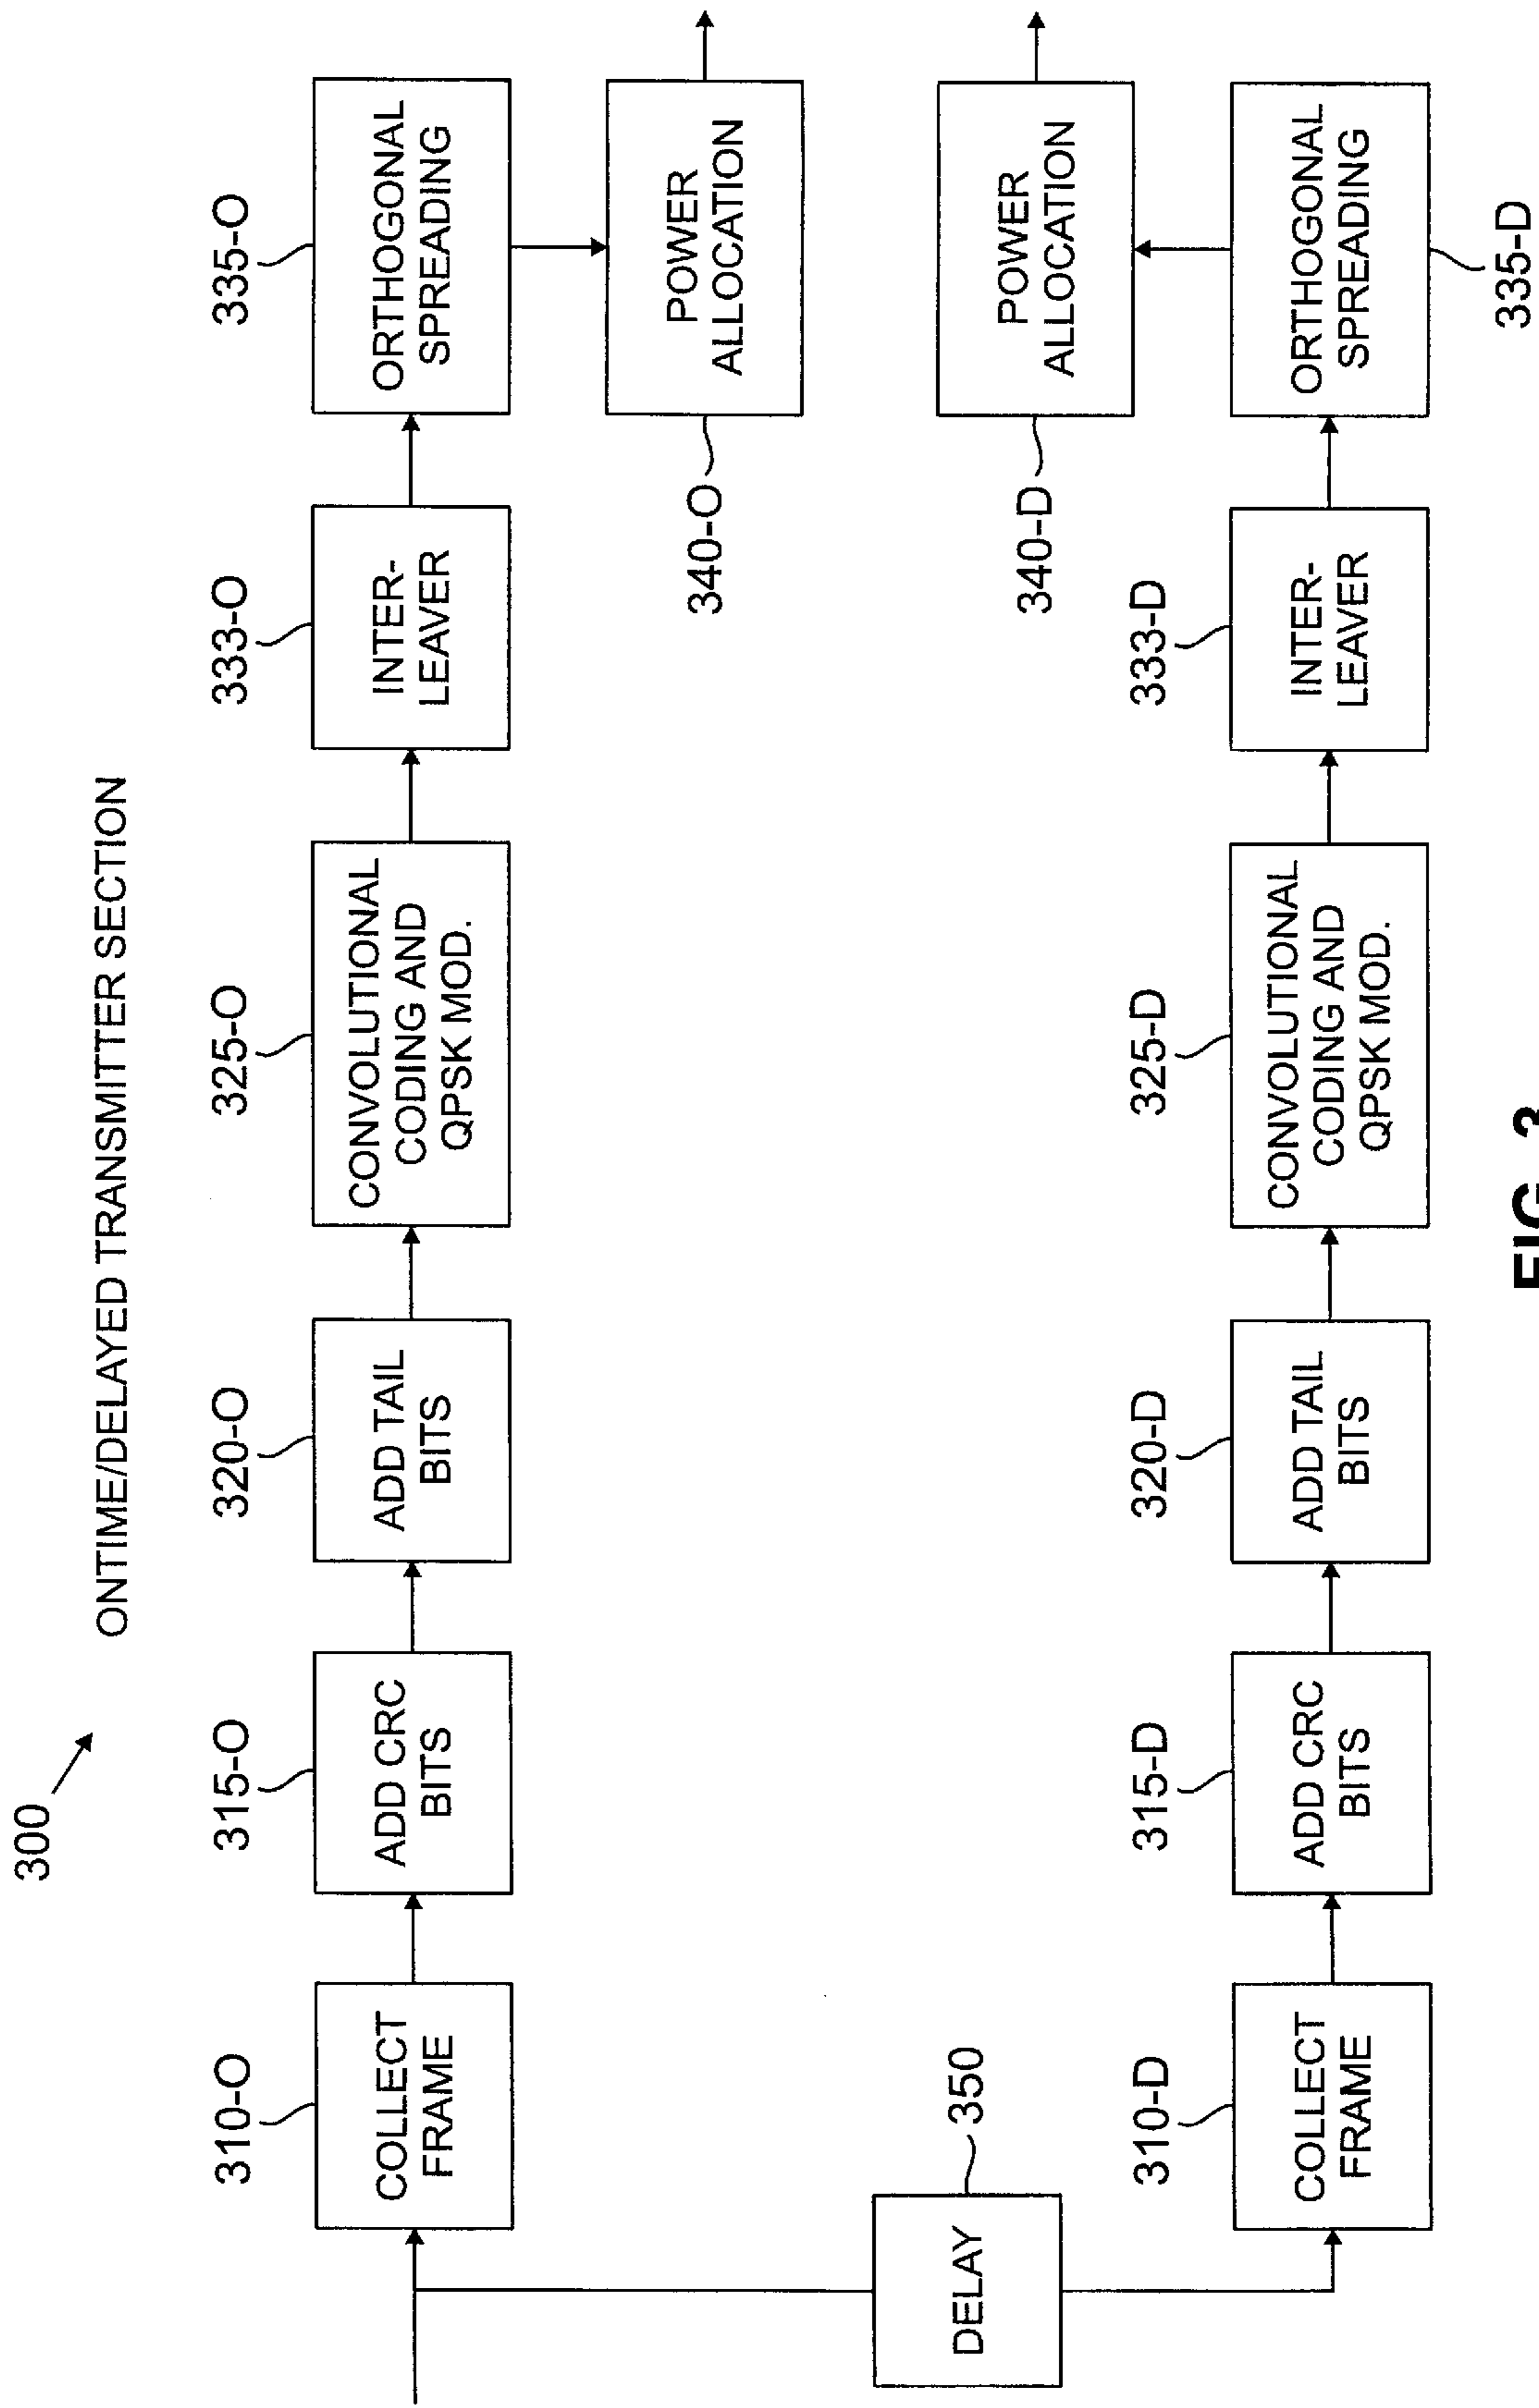 300
ONTIME/DELAYED TRANSMITTER SECTION
310-O
COLLECT
FRAME
315-O
ADD CRC
BITS
320-O
ADD TAIL
BITS
325-O
CONVOLUTIONAL
CODING AND
QPSK MOD.
333-O
INTER-
LEAVER
335-O
ORTHOGONAL
SPREADING
340-O
POWER
ALLOCATION
DELAY
350
340-D
POWER
ALLOCATION
310-D
COLLECT
FRAME
315-D
ADD CRC
BITS
320-D
ADD TAIL
BITS
325-D
CONVOLUTIONAL
CODING AND
QPSK MOD.
333-D
INTER-
LEAVER
ORTHOGONAL
SPREADING
335-D
FIG. 3